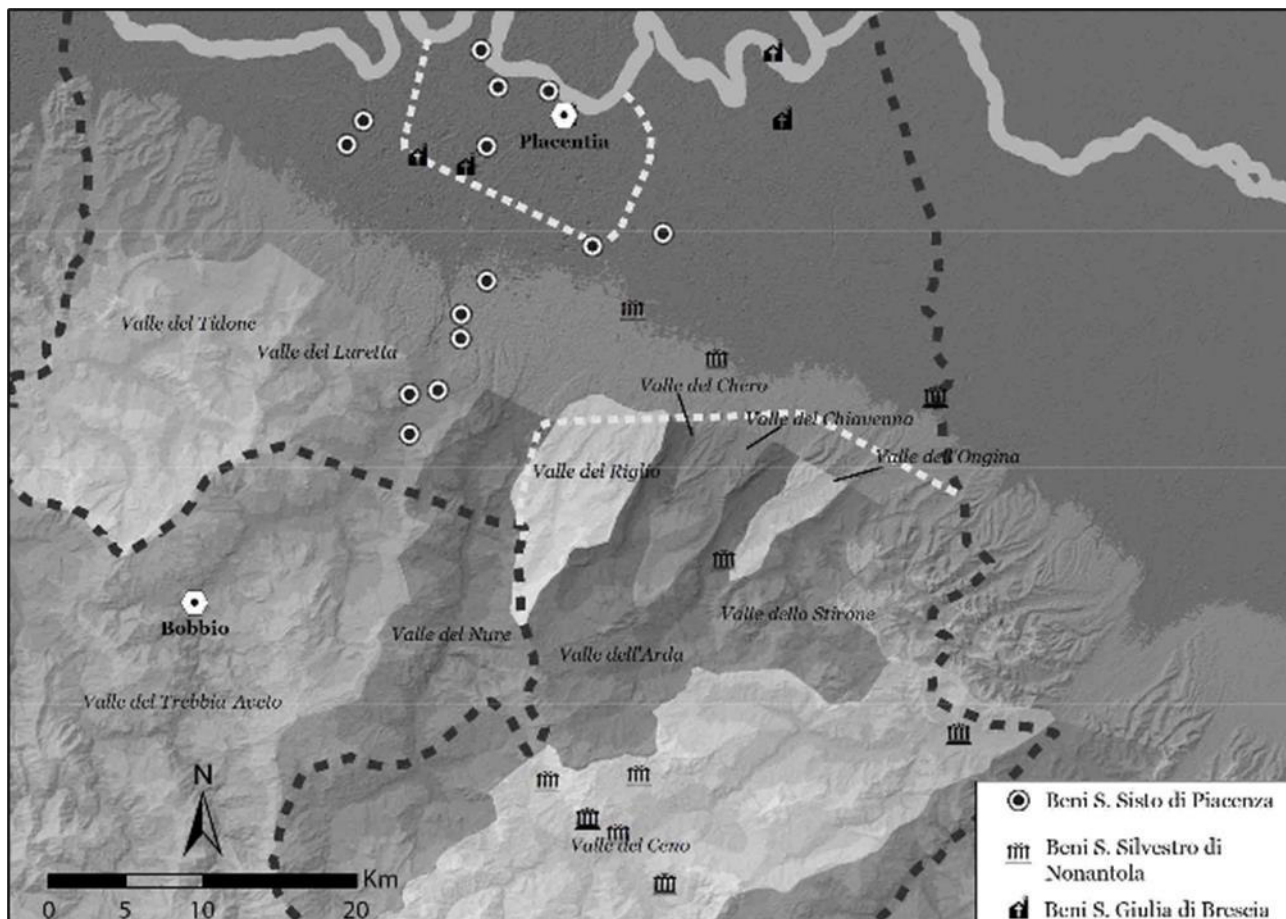 Placentia
Valle del Tidone
Valle del Luretta
Valle del Chero
Valle del Chiavenna
Valle dell'Ongina
Valle del Riglio
Bobbio
Valle del Nure
Valle dello Stirone
Valle dell'Arda
Valle del Trebbia Aveto
Valle del Ceno
N
Km
0 5 10 20
Beni S. Sisto di Piacenza
Beni S. Silvestro di
Nonantola
Beni S. Giulia di Brescia